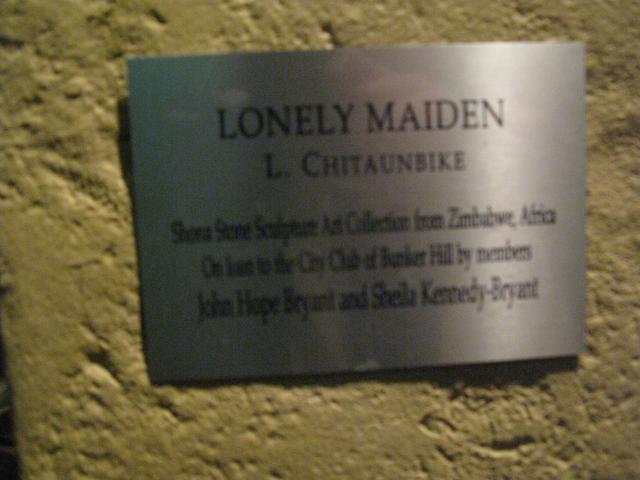 LONELY MAIDEN
L. CHITAUNBIKE
Shona Stone Sculpture Art Collection from Zimbabwe, Africa
On loan to the City Club of Bunker Hill by members
John Hope Bryant and Sheila Kennedy-Bryant